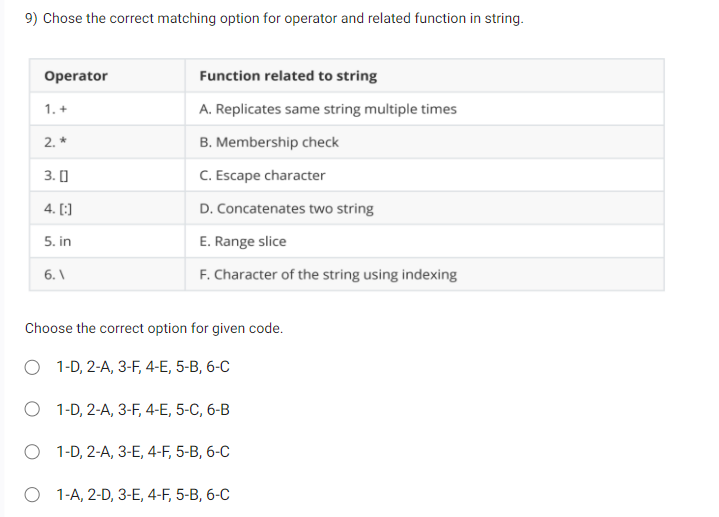 9) Chose the correct matching option for operator and related function in string.
Operator Function related to string
1. + A. Replicates same string multiple times
2. * B. Membership check
3. [] C. Escape character
4. [:] D. Concatenates two string
5. in E. Range slice
6. \ F. Character of the string using indexing
Choose the correct option for given code.
1-D, 2-A, 3-F, 4-E, 5-B, 6-C
1-D, 2-A, 3-F, 4-E, 5-C, 6-B
1-D, 2-A, 3-E, 4-F, 5-B, 6-C
1-A, 2-D, 3-E, 4-F, 5-B, 6-C